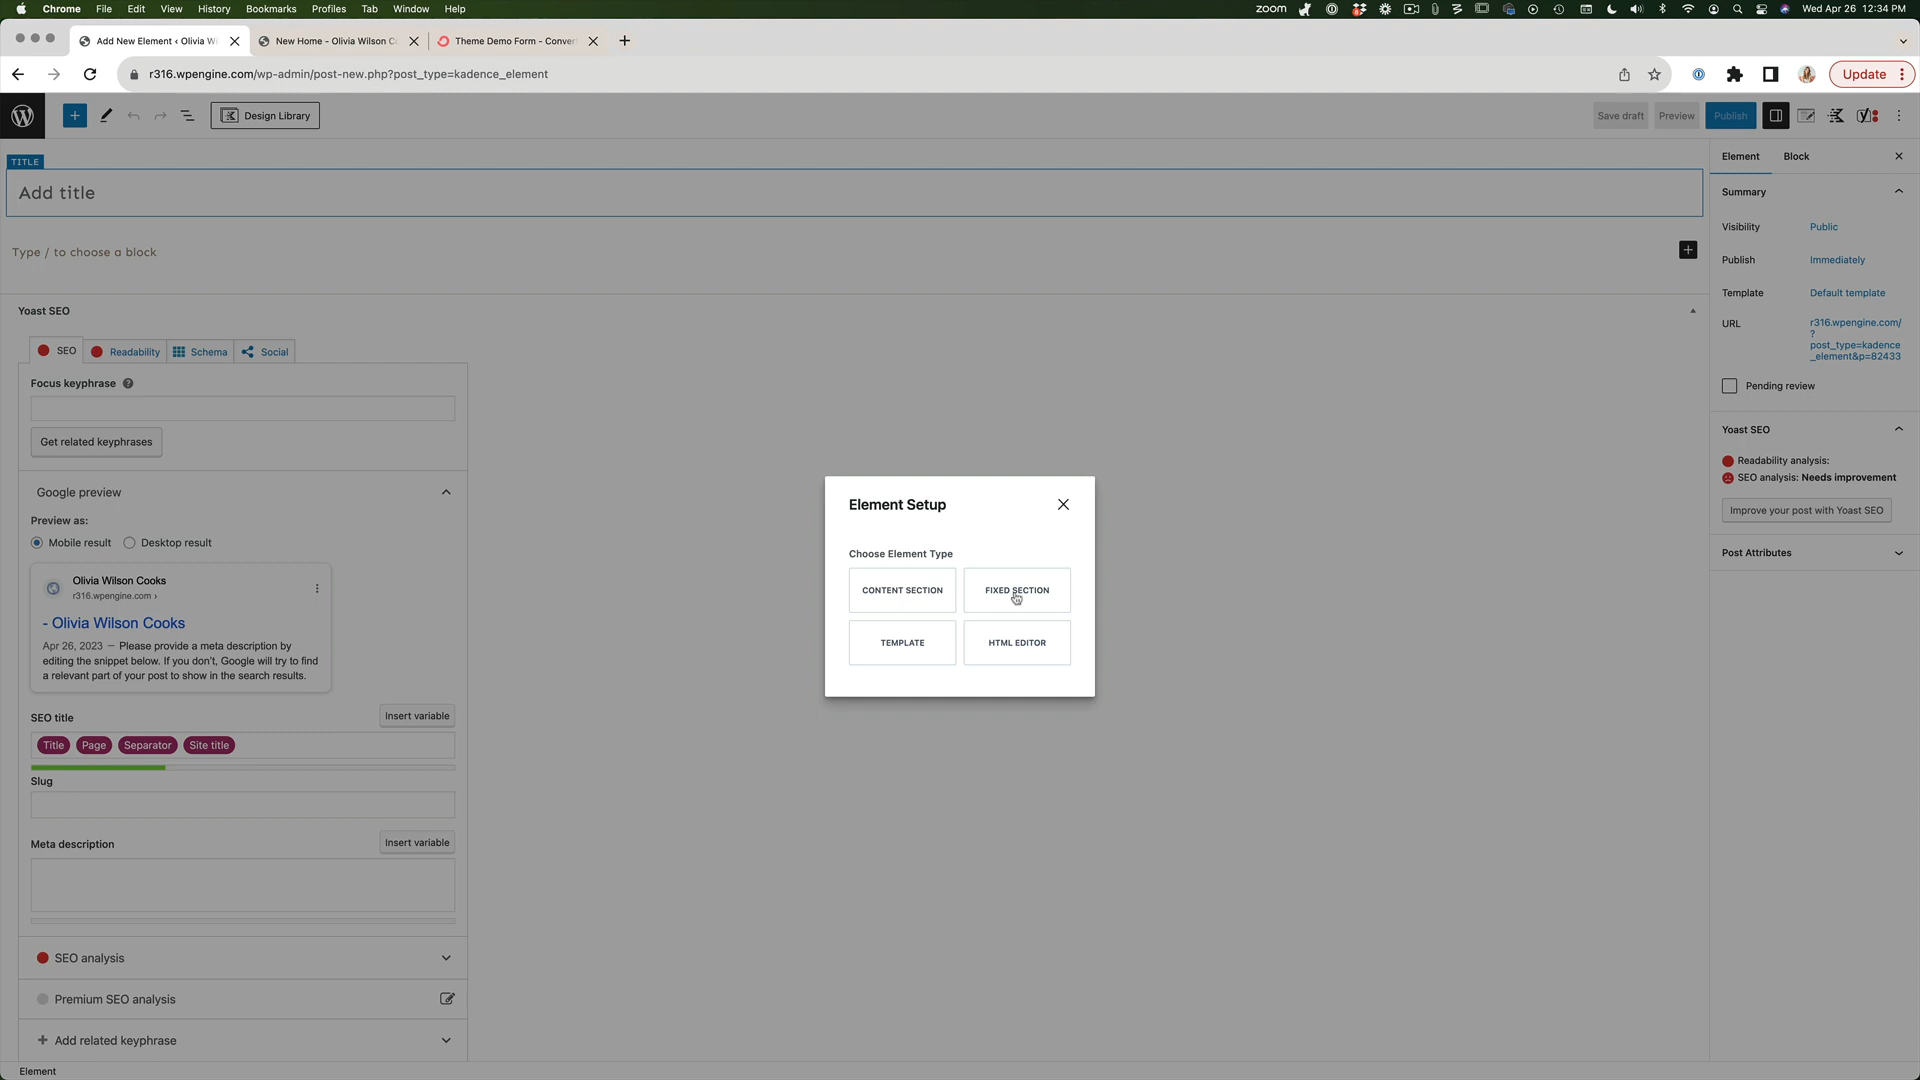 Chrome File Edit View History Bookmarks Profiles Tab Window Help zoom Wed Apr 26 12:34 PM
Add New Element ‹ Olivia W New Home - Olivia Wilson C Theme Demo Form - Conver
r316.wpengine.com/wp-admin/post-new.php?post_type=kadence_element Update
Design Library Save draft Preview Publish
TITLE
Add title
Type / to choose a block
Yoast SEO
SEO Readability Schema Social
Focus keyphrase
Get related keyphrases
Google preview
Preview as:
Mobile result Desktop result
Olivia Wilson Cooks
r316.wpengine.com ›
- Olivia Wilson Cooks
Apr 26, 2023 — Please provide a meta description by
editing the snippet below. If you don't, Google will try to find
a relevant part of your post to show in the search results.
SEO title Insert variable
Title Page Separator Site title
Slug
Meta description Insert variable
SEO analysis
Premium SEO analysis
Add related keyphrase
Element
Element Setup
Choose Element Type
CONTENT SECTION FIXED SECTION
TEMPLATE HTML EDITOR
Element Block
Summary
Visibility Public
Publish Immediately
Template Default template
URL r316.wpengine.com/
?
post_type=kadence
_element&p=82433
Pending review
Yoast SEO
Readability analysis:
SEO analysis: Needs improvement
Improve your post with Yoast SEO
Post Attributes